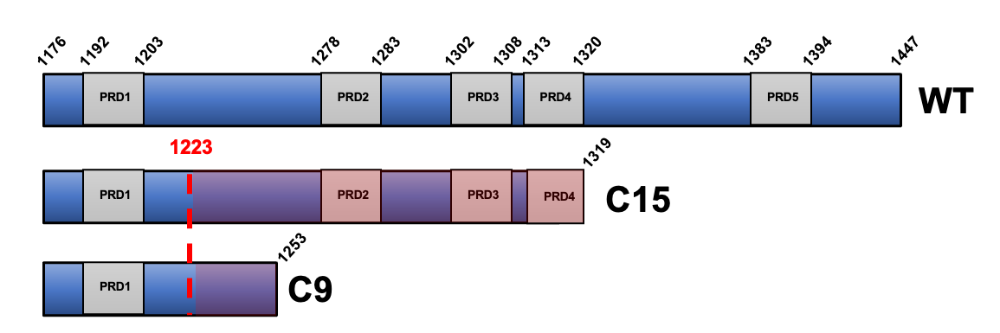 1176 1192 1203 1278 1283 1302 1308 1313 1320 1383 1394 1447
PRD1 PRD2 PRD3 PRD4 PRD5 WT
1223 1319
PRD1 PRD2 PRD3 PRD4 C15
1253
PRD1 C9